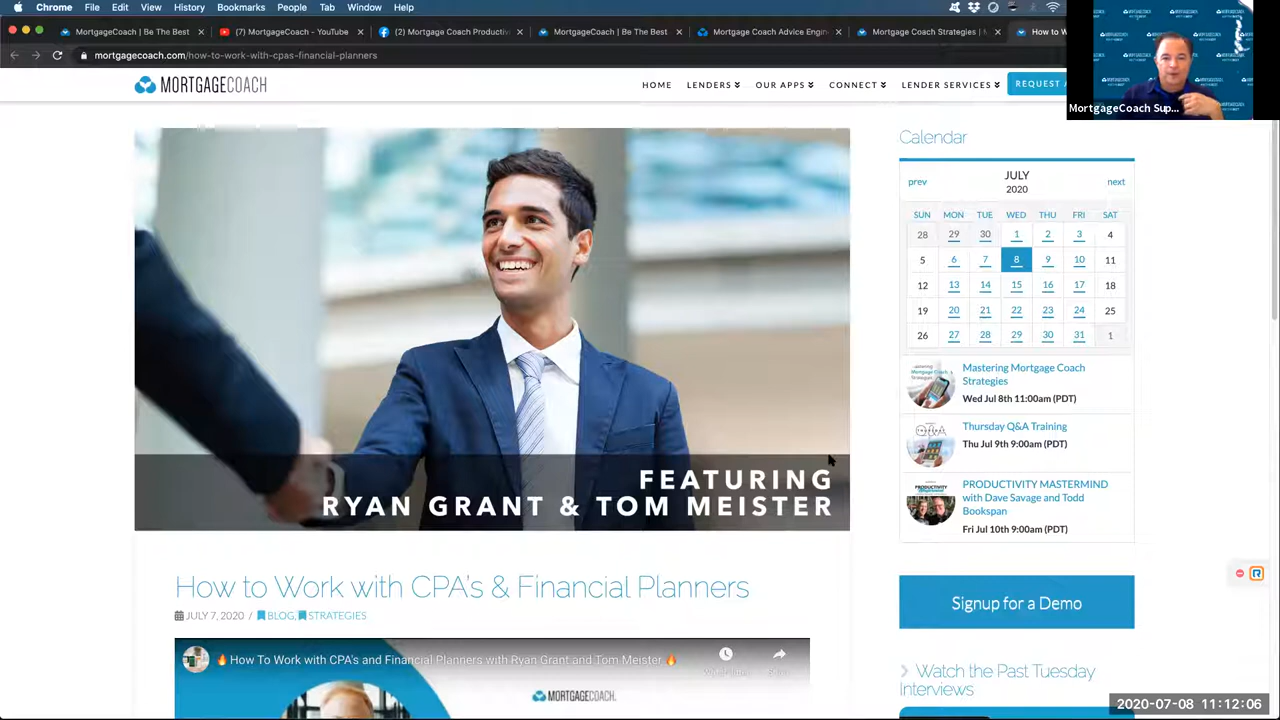 Chrome File Edit View History Bookmarks People Tab Window Help
MortgageCoach | Be The Best
(7) MortgageCoach - YouTube
(2) Mortgage Coach Productiv
MortgageCoach | Be The Best
Mortgage Coach Advocacy
Mortgage Coach Strategies | M
How to W
mortgagecoach.com/how-to-work-with-cpas-financial-planners
MORTGAGECOACH
HOME
LENDERS
CONNECT
LENDER SERVICES
REQUEST A
MortgageCoach Sup...
FEATURING
RYAN GRANT & TOM MEISTER
How to Work with CPA's & Financial Planners
JULY 7, 2020 / BLOG, STRATEGIES
🔥How To Work with CPA's and Financial Planners with Ryan Grant and Tom Meister 🔥
MORTGAGECOACH
Calendar
prev JULY next
2020
SUN MON TUE WED THU FRI SAT
28 29 30 1 2 3 4
5 6 7 8 9 10 11
12 13 14 15 16 17 18
19 20 21 22 23 24 25
26 27 28 29 30 31 1
Mastering Mortgage Coach
Strategies
Wed Jul 8th 11:00am (PDT)
Thursday Q&A Training
Thu Jul 9th 9:00am (PDT)
PRODUCTIVITY MASTERMIND
with Dave Savage and Todd
Bookspan
Fri Jul 10th 9:00am (PDT)
Signup for a Demo
Watch the Past Tuesday
Interviews
2020-07-08 11:12:06